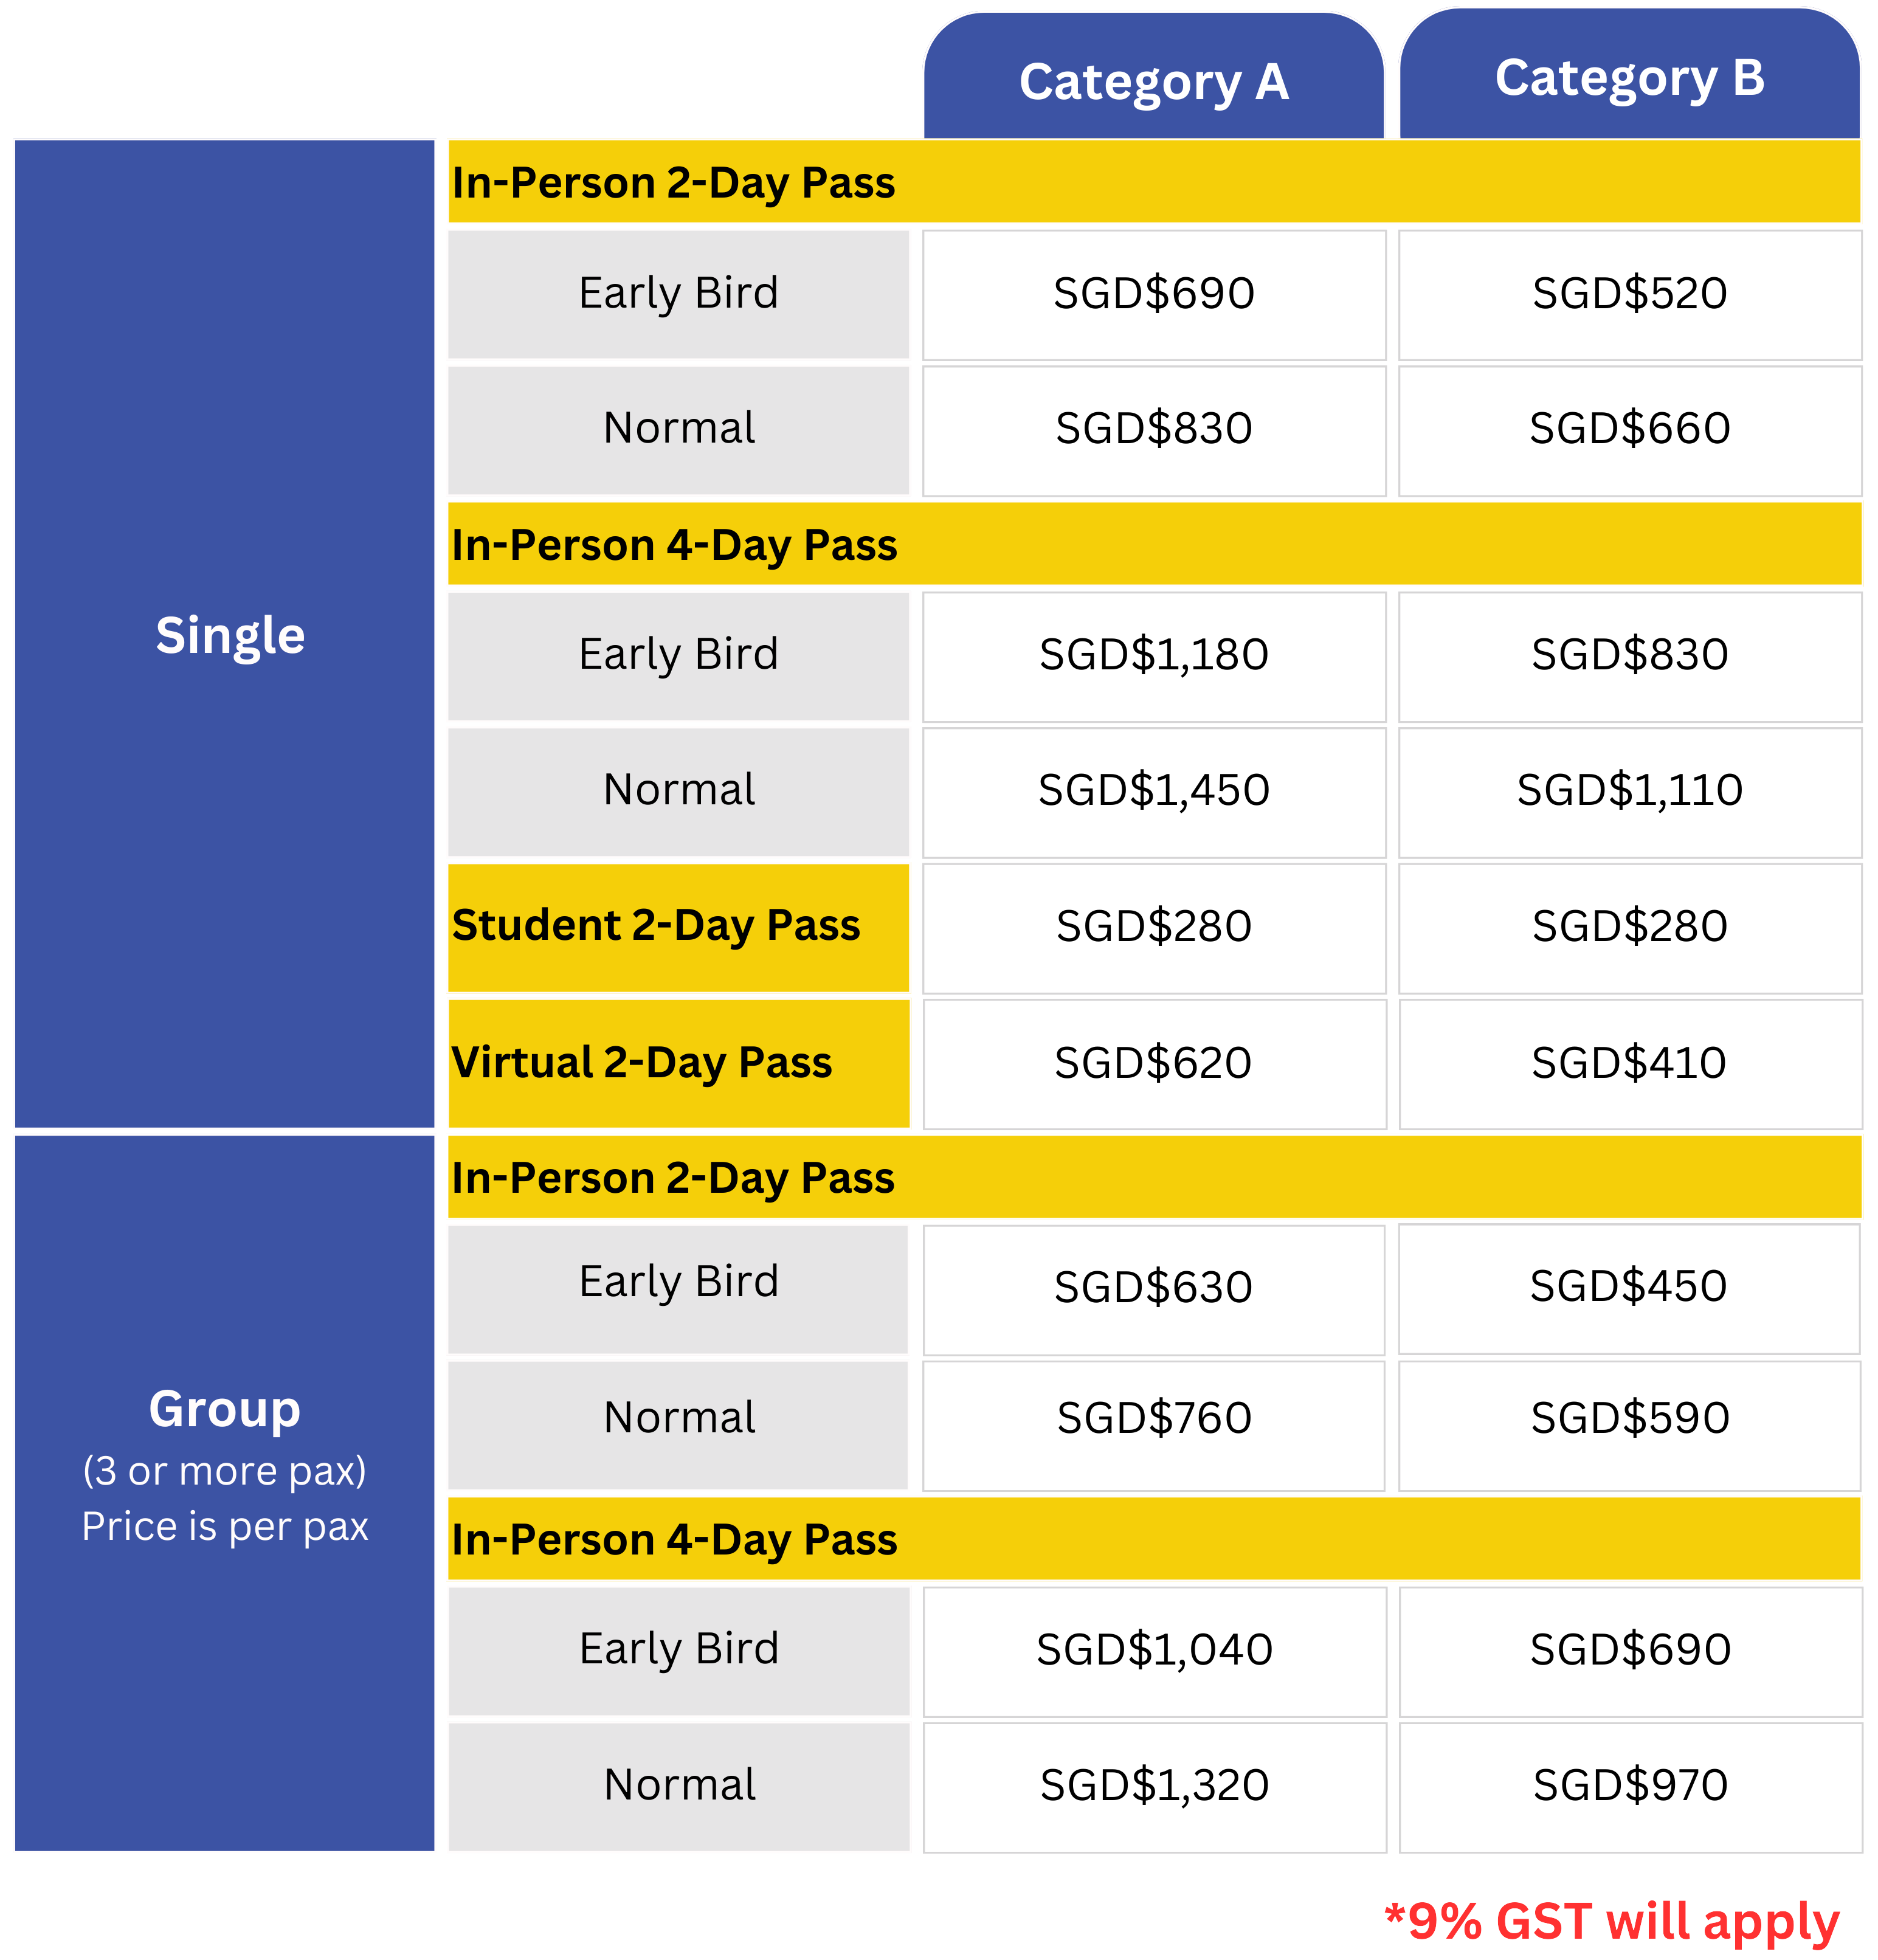 Category A
Category B
Single
In-Person 2-Day Pass
Early Bird
SGD$690
SGD$520
Normal
SGD$830
SGD$660
In-Person 4-Day Pass
Early Bird
SGD$1,180
SGD$830
Normal
SGD$1,450
SGD$1,110
Student 2-Day Pass
SGD$280
SGD$280
Virtual 2-Day Pass
SGD$620
SGD$410
Group
(3 or more pax)
Price is per pax
In-Person 2-Day Pass
Early Bird
SGD$630
SGD$450
Normal
SGD$760
SGD$590
In-Person 4-Day Pass
Early Bird
SGD$1,040
SGD$690
Normal
SGD$1,320
SGD$970
*9% GST will apply